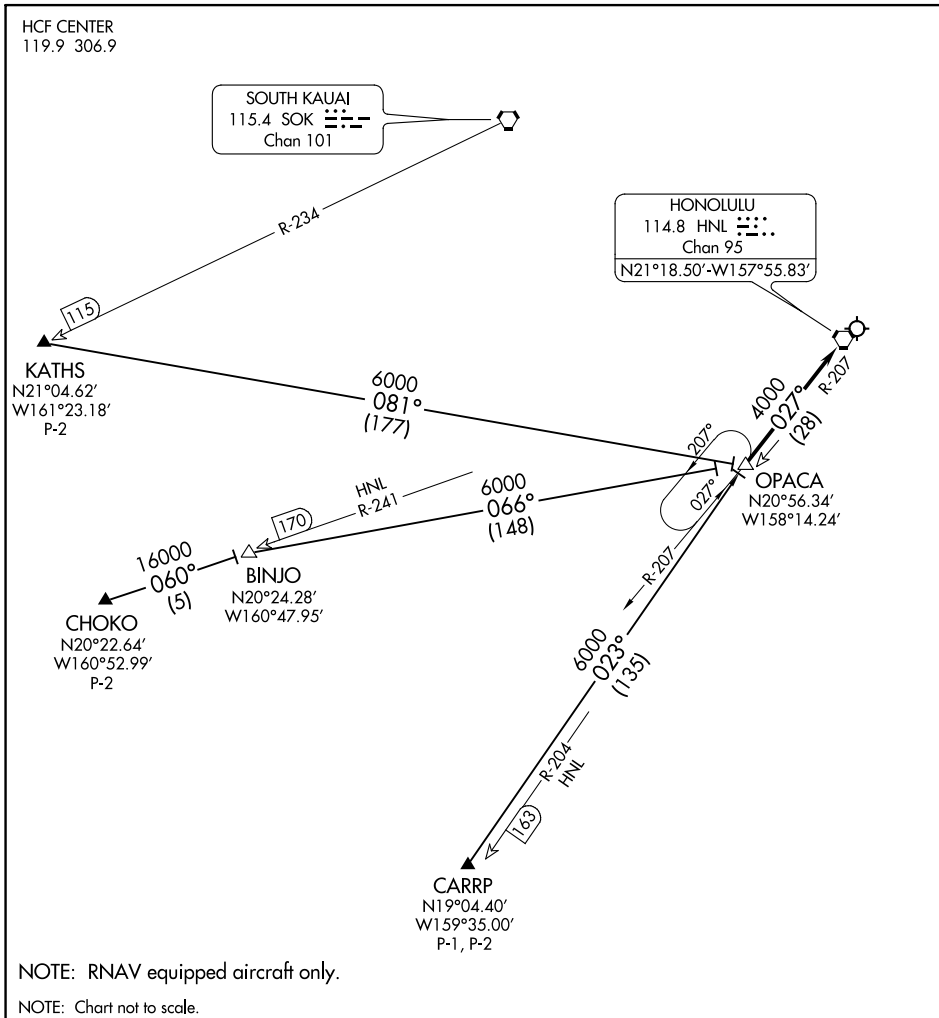 HCF CENTER
119.9 306.9
SOUTH KAUAI
115.4 SOK
Chan 101
R-234
115
KATHS
N21°04.62'
W161°23.18'
P-2
HONOLULU
114.8 HNL
Chan 95
N21°18.50'-W157°55.83'
R-207
4000
027°
(28)
6000
081°
(177)
207°
027°
OPACA
N20°56.34'
W158°14.24'
HNL
R-241
170
6000
066°
(148)
16000
060°
(5)
BINJO
N20°24.28'
W160°47.95'
CHOKO
N20°22.64'
W160°52.99'
P-2
R-207
6000
023°
(135)
R-204
HNL
163
CARRP
N19°04.40'
W159°35.00'
P-1, P-2
NOTE: RNAV equipped aircraft only.
NOTE: Chart not to scale.